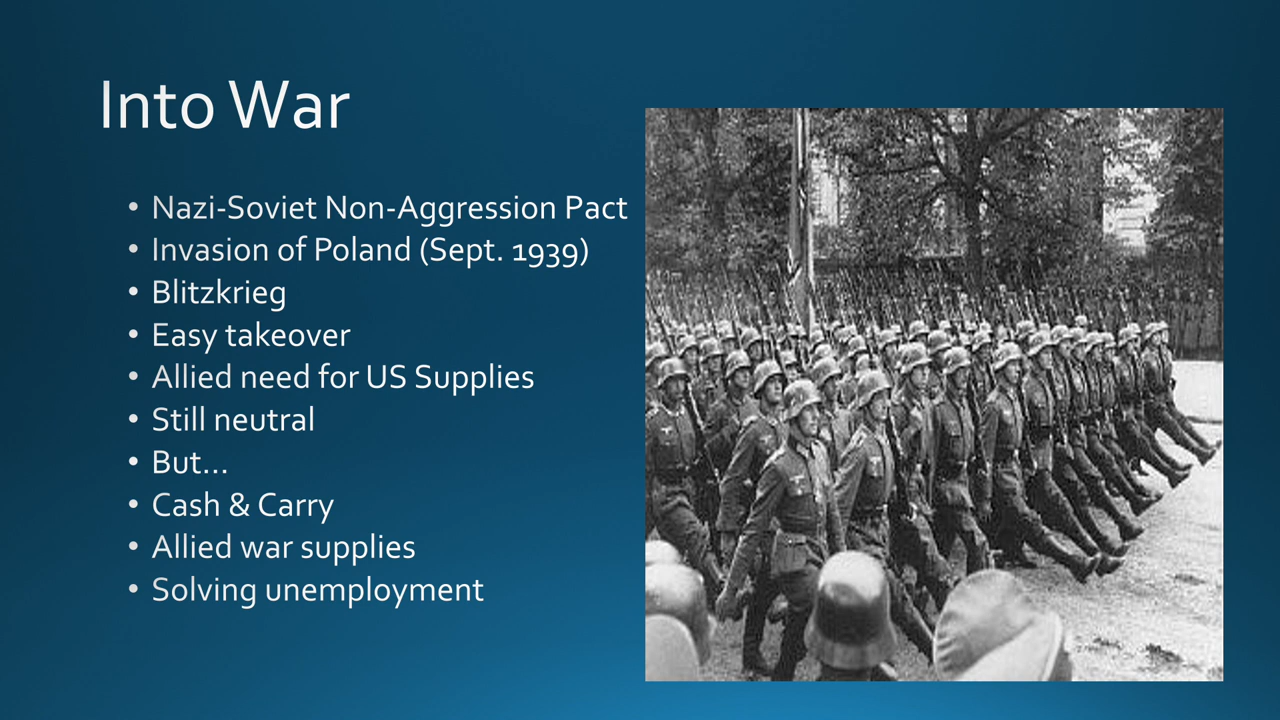 Into War
• Nazi-Soviet Non-Aggression Pact
• Invasion of Poland (Sept. 1939)
• Blitzkrieg
• Easy takeover
• Allied need for US Supplies
• Still neutral
• But...
• Cash & Carry
• Allied war supplies
• Solving unemployment